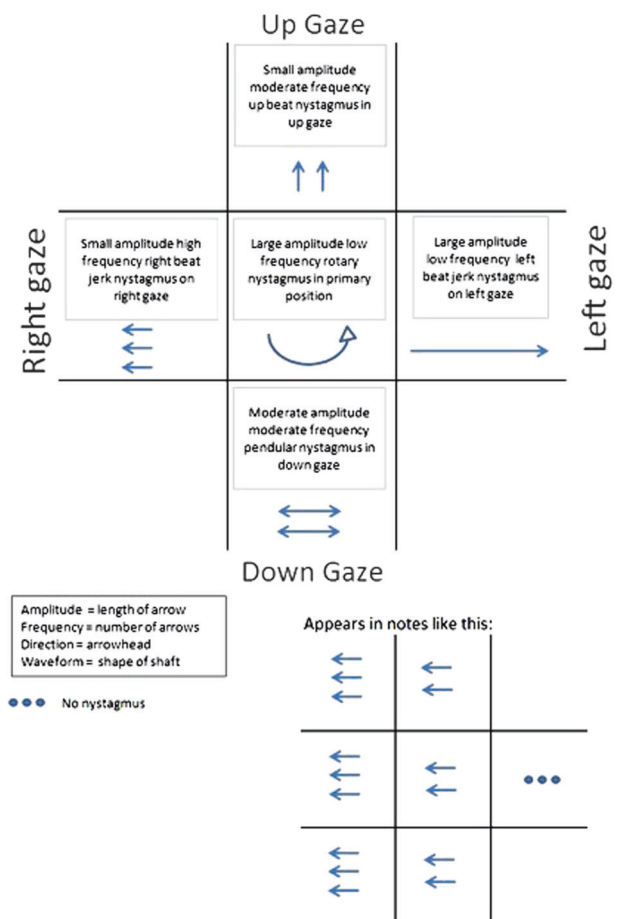 Up Gaze
Small amplitude
moderate frequency
up beat nystagmus in
up gaze
Right gaze
Small amplitude high
frequency right beat
jerk nystagmus on
right gaze
Large amplitude low
frequency rotary
nystagmus in primary
position
Large amplitude
low frequency left
beat jerk nystagmus
on left gaze
Left gaze
Moderate amplitude
moderate frequency
pendular nystagmus in
down gaze
Down Gaze
Amplitude = length of arrow
Frequency = number of arrows
Direction = arrowhead
Waveform = shape of shaft
No nystagmus
Appears in notes like this: